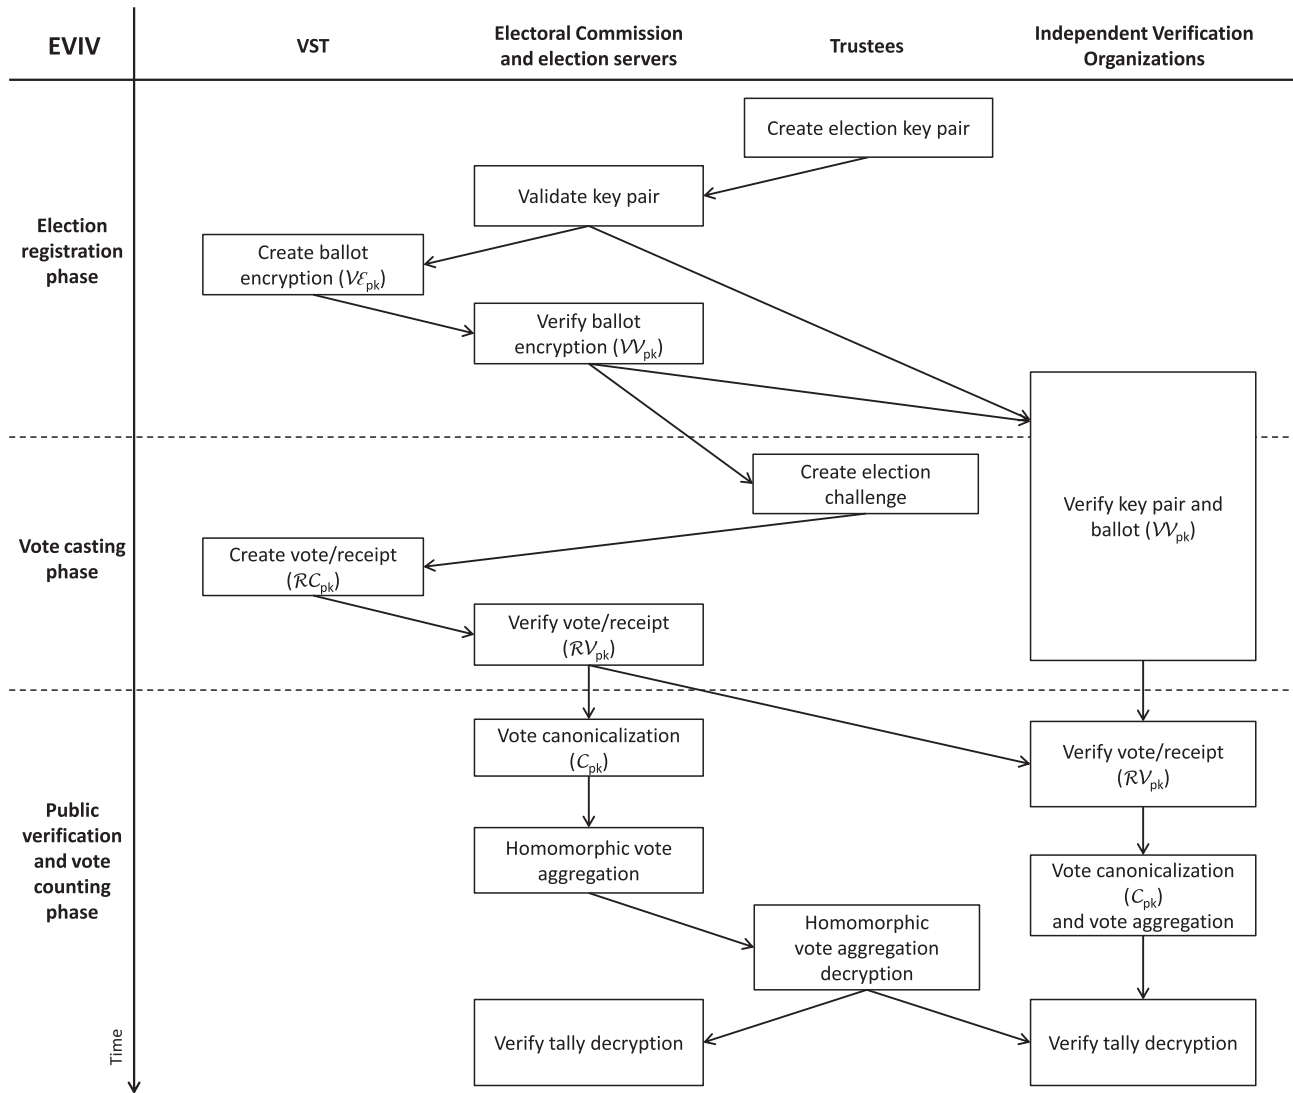 EVIV
VST
Electoral Commission
and election servers
Trustees
Independent Verification
Organizations
Election
registration
phase
Create election key pair
Validate key pair
Create ballot
encryption (𝒱ℰpk)
Verify ballot
encryption (𝒱𝒱pk)
Vote casting
phase
Create election
challenge
Verify key pair and
ballot (𝒱𝒱pk)
Create vote/receipt
(ℛ𝒞pk)
Verify vote/receipt
(ℛ𝒱pk)
Public
verification
and vote
counting
phase
Vote canonicalization
(𝒞pk)
Verify vote/receipt
(ℛ𝒱pk)
Homomorphic vote
aggregation
Vote canonicalization
(𝒞pk)
and vote aggregation
Homomorphic
vote aggregation
decryption
Verify tally decryption
Verify tally decryption
Time